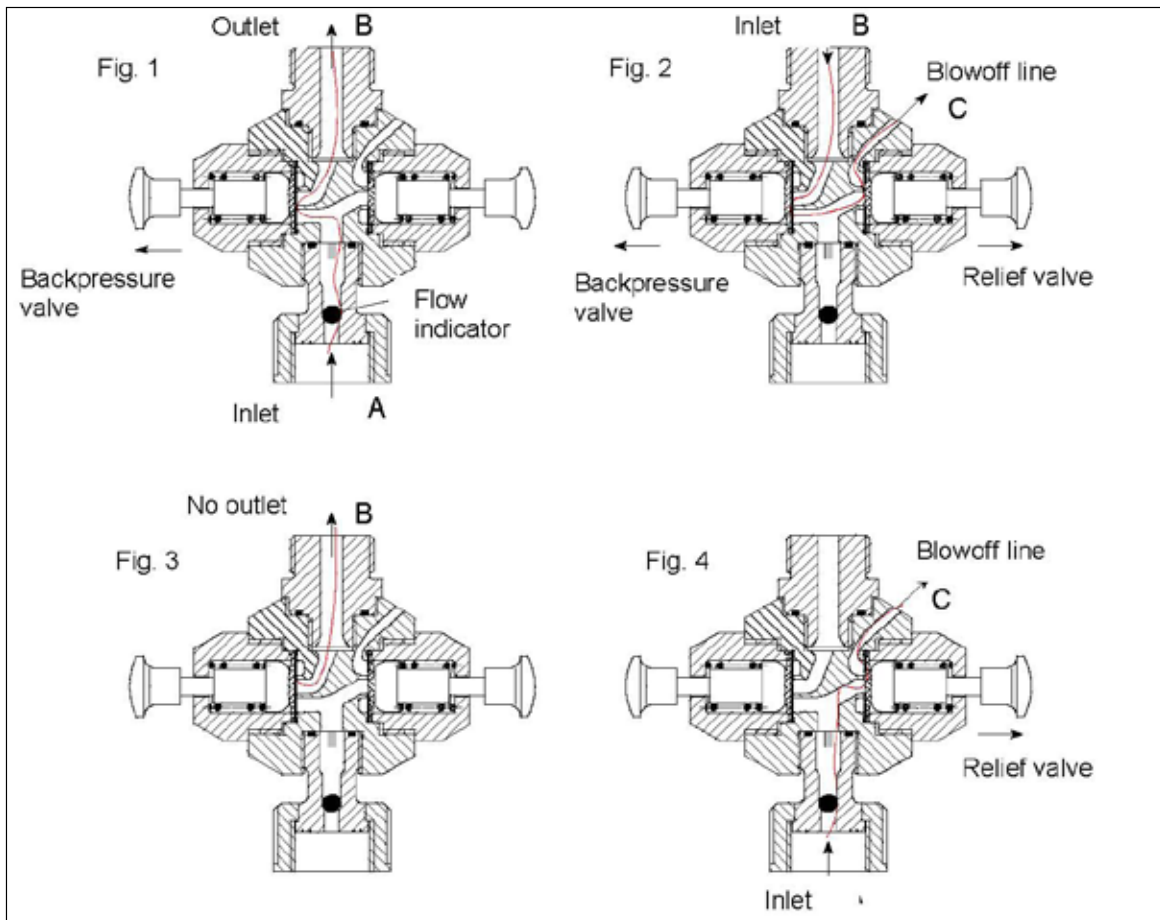 Outlet B
Fig. 1
Backpressure
valve
Flow
indicator
Inlet A
Inlet B
Fig. 2
Blowoff line
C
Backpressure
valve
Relief valve
No outlet B
Fig. 3
Fig. 4
Blowoff line
C
Relief valve
Inlet